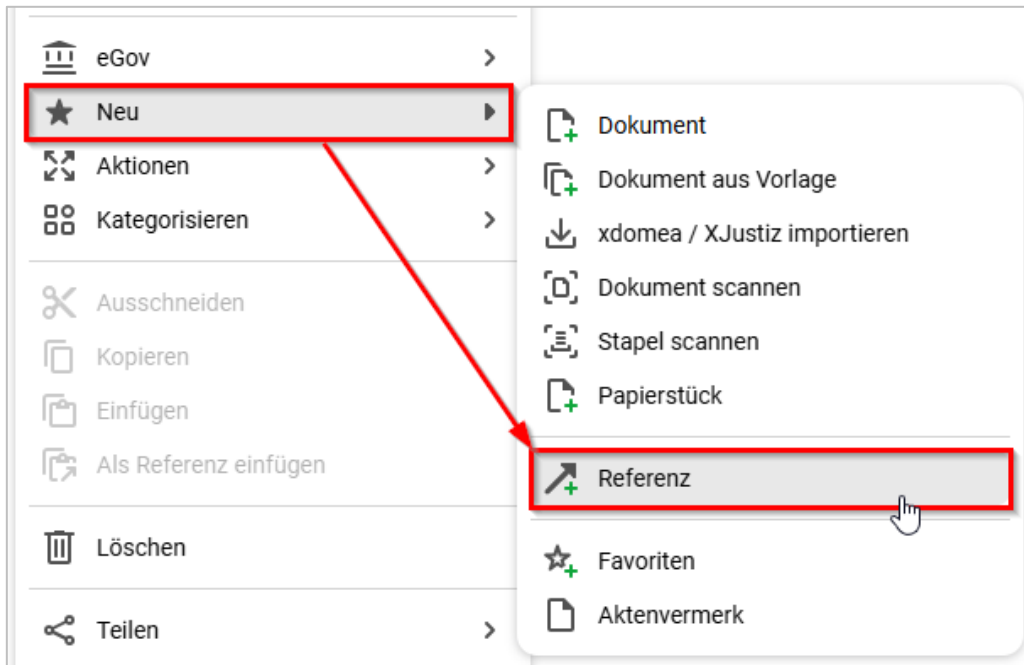 eGov
Neu
Aktionen
Kategorisieren
Ausschneiden
Kopieren
Einfügen
Als Referenz einfügen
Löschen
Teilen
Dokument
Dokument aus Vorlage
xdomea / XJustiz importieren
Dokument scannen
Stapel scannen
Papierstück
Referenz
Favoriten
Aktenvermerk